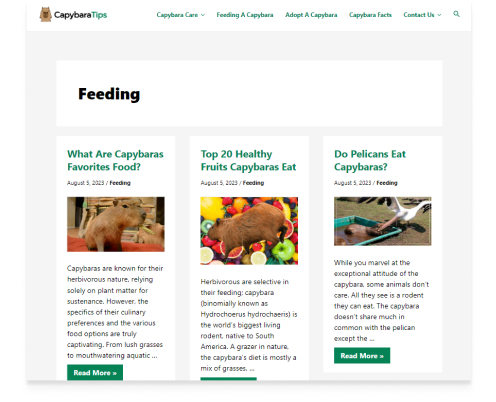 CapybaraTips
Capybara Care Feeding A Capybara Adopt A Capybara Capybara Facts Contact Us
Feeding
What Are Capybaras
Favorites Food?
August 5, 2023 / Feeding
Capybaras are known for their
herbivorous nature, relying
solely on plant matter for
sustenance. However, the
specifics of their culinary
preferences and the various
food options are truly
captivating. From lush grasses
to mouthwatering aquatic ...
Read More »
Top 20 Healthy
Fruits Capybaras Eat
August 5, 2023 / Feeding
Herbivorous are selective in
their feeding: capybara
(binomially known as
Hydrochoerus hydrochaeris) is
the world's biggest living
rodent, native to South
America. A grazer in nature,
the capybara's diet is mostly a
mix of grasses, ...
Do Pelicans Eat
Capybaras?
August 5, 2023 / Feeding
While you marvel at the
exceptional attitude of the
capybara, some animals don't
care. All they see is a rodent
they can eat. The capybara
doesn't share much in
common with the pelican
except the ...
Read More »